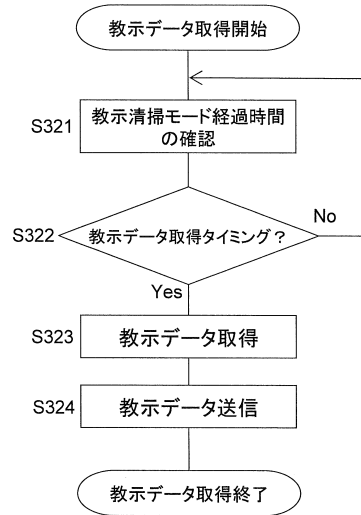 教示データ取得開始
S321
教示清掃モード経過時間
の確認
S322
教示データ取得タイミング？
No
Yes
S323
教示データ取得
S324
教示データ送信
教示データ取得終了